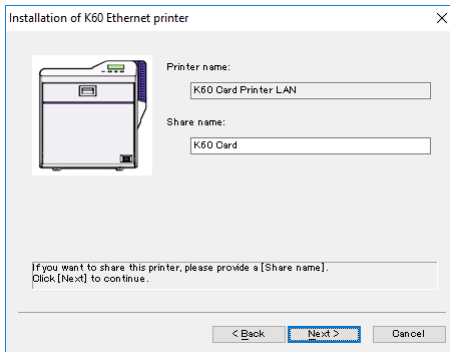 Installation of K60 Ethernet printer
Printer name:
K60 Card Printer LAN
Share name:
K60 Card
If you want to share this printer, please provide a [Share name].
Click [Next] to continue.
< Back
Next >
Cancel